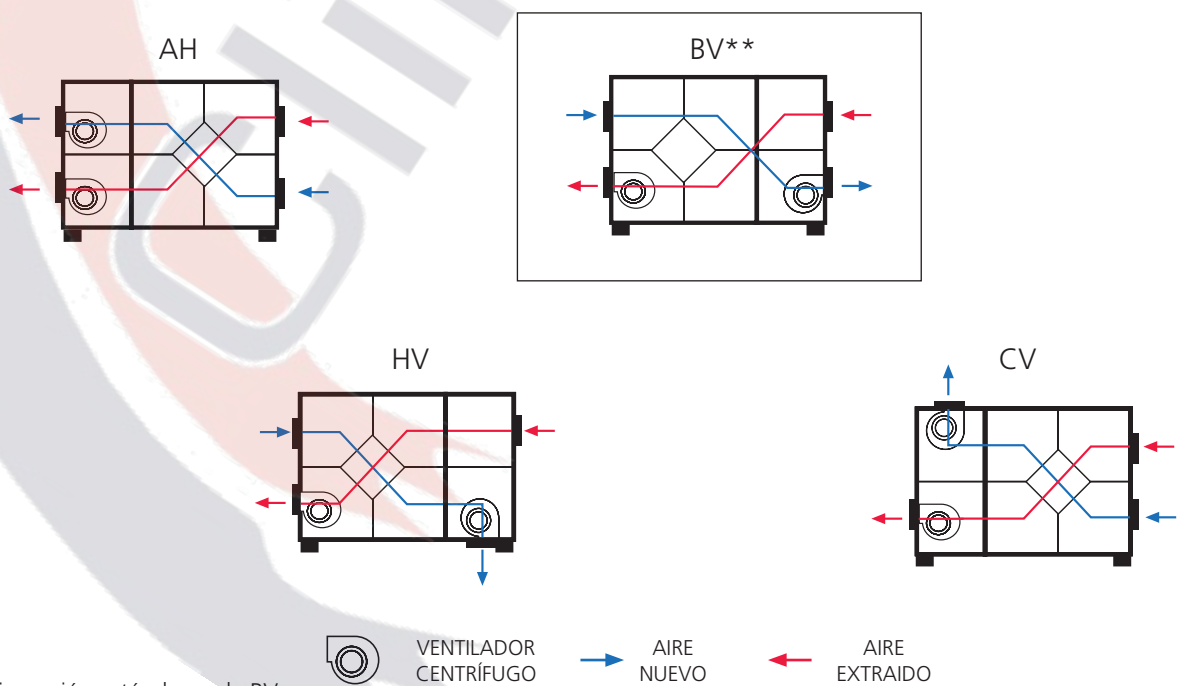 AH
BV**
HV
CV
VENTILADOR
CENTRÍFUGO
AIRE
NUEVO
AIRE
EXTRAIDO